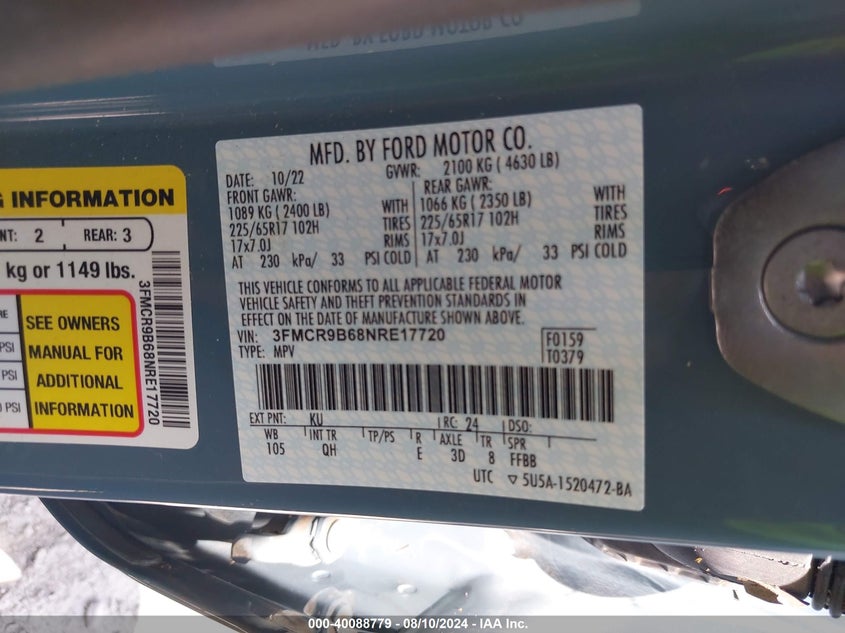 MFD. BY FORD MOTOR CO.
DATE: 10/22 GVWR: 2100 KG ( 4630 LB)
FRONT GAWR: REAR GAWR:
1089 KG ( 2400 LB) WITH 1066 KG ( 2350 LB) WITH
225/65R17 102H TIRES 225/65R17 102H TIRES
17x7.0J RIMS 17x7.0J RIMS
AT 230 kPa/ 33 PSI COLD AT 230 kPa/ 33 PSI COLD
THIS VEHICLE CONFORMS TO ALL APPLICABLE FEDERAL MOTOR
VEHICLE SAFETY AND THEFT PREVENTION STANDARDS IN
EFFECT ON THE DATE OF MANUFACTURE SHOWN ABOVE.
VIN: 3FMCR9B68NRE17720 F0159
TYPE: MPV T0379
EXT PNT: KU RC: 24 DSO:
WB INT TR TP/PS R AXLE TR SPR
105 QH E 3D 8 FFBB
UTC ▽ 5U5A-1520472-BA
INFORMATION
2 REAR: 3
kg or 1149 lbs.
SEE OWNERS
PSI MANUAL FOR
PSI ADDITIONAL
PSI INFORMATION
3FMCR9B68NRE17720
000-40088779 - 08/10/2024 - IAA Inc.